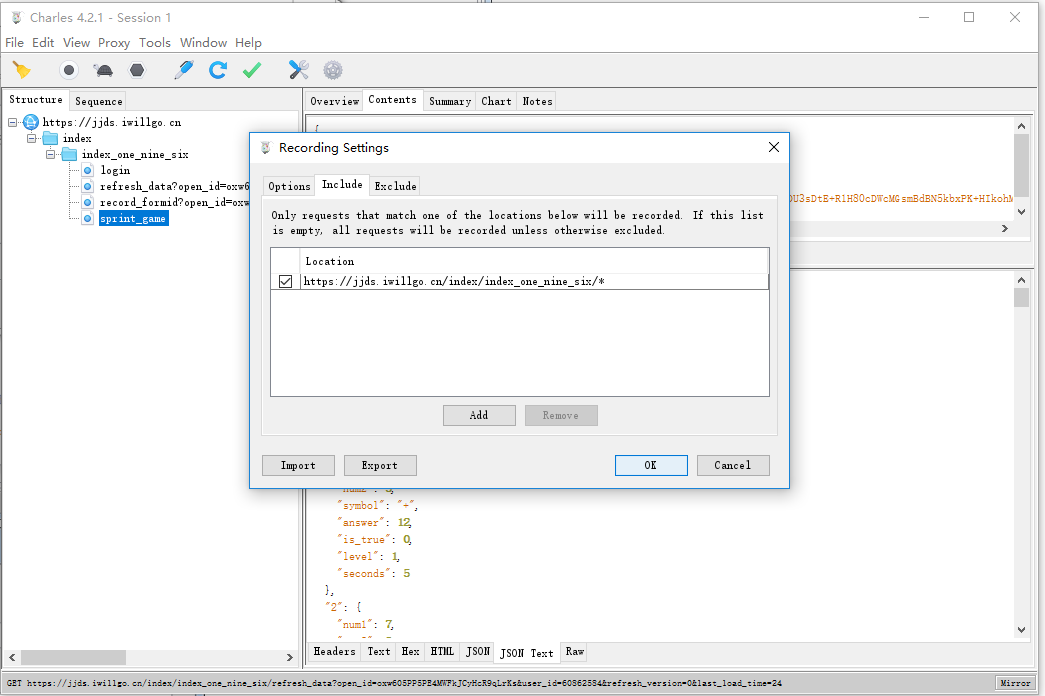 Charles 4.2.1 - Session 1
File Edit View Proxy Tools Window Help
Structure Sequence
https://jjds.iwillgo.cn
index
index_one_nine_six
login
refresh_data?open_id=oxw6
record_formid?open_id=oxw
sprint_game
Overview Contents Summary Chart Notes
{
Recording Settings
Options Include Exclude
Only requests that match one of the locations below will be recorded. If this list
is empty, all requests will be recorded unless otherwise excluded.
Location
https://jjds.iwillgo.cn/index/index_one_nine_six/*
Add Remove
Import Export OK Cancel
"symbol": "+",
"answer": 12,
"is_true": 0,
"level": 1,
"seconds": 5
},
"2": {
"num1": 7,
Headers Text Hex HTML JSON JSON Text Raw
GET https://jjds.iwillgo.cn/index/index_one_nine_six/refresh_data?open_id=oxw605PP5PE4MWFkJCyHcR9qLrKs&user_id=60862584&refresh_version=0&last_load_time=24
Mirror